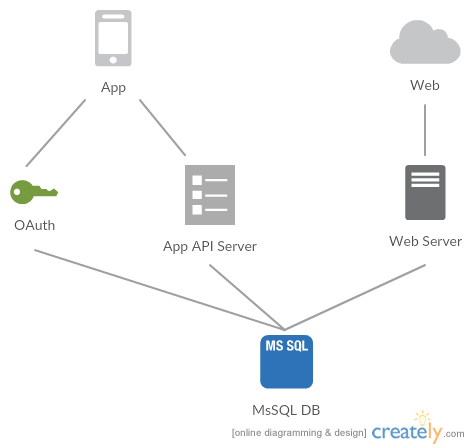 App
Web
OAuth
App API Server
Web Server
MS SQL
MsSQL DB
[online diagramming & design] creately.com